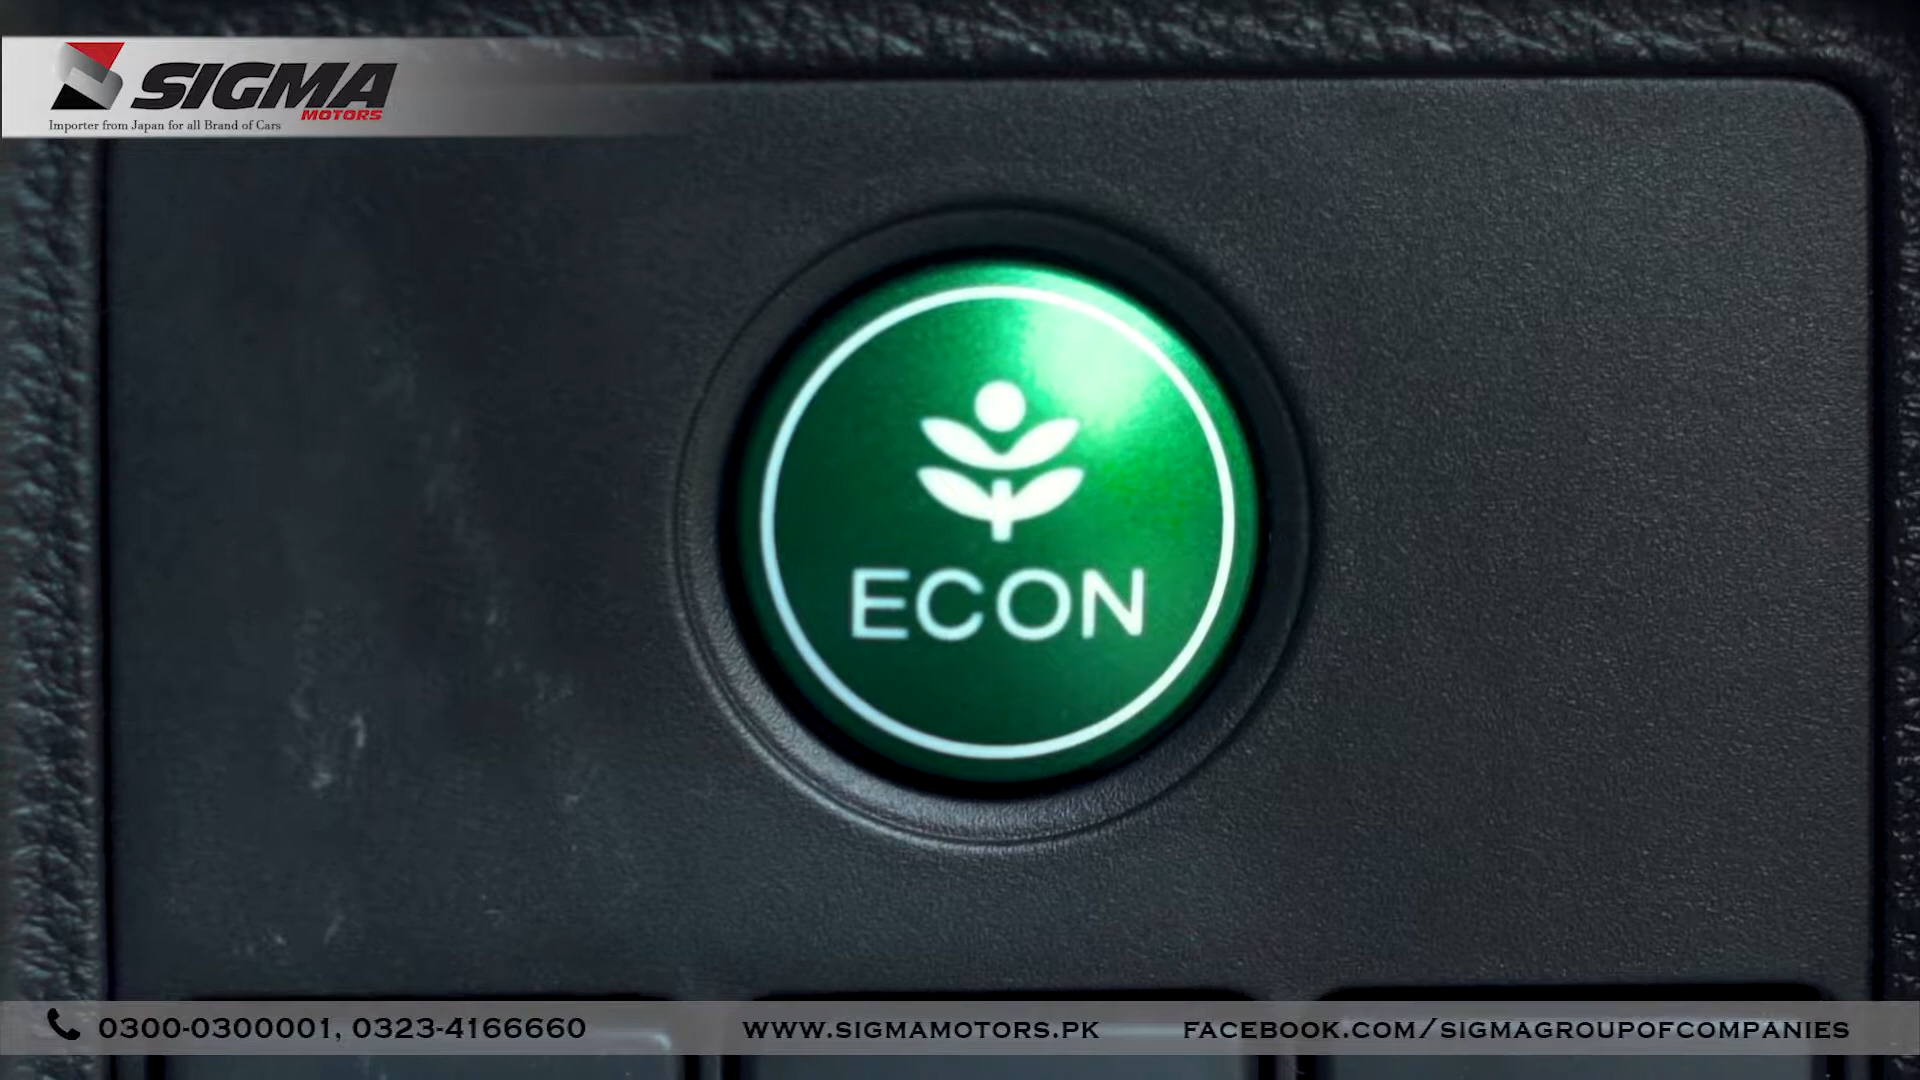 SIGMA
MOTORS
Importer from Japan for all Brand of Cars
ECON
0300-0300001, 0323-4166660
WWW.SIGMAMOTORS.PK
FACEBOOK.COM/SIGMAGROUPOFCOMPANIES